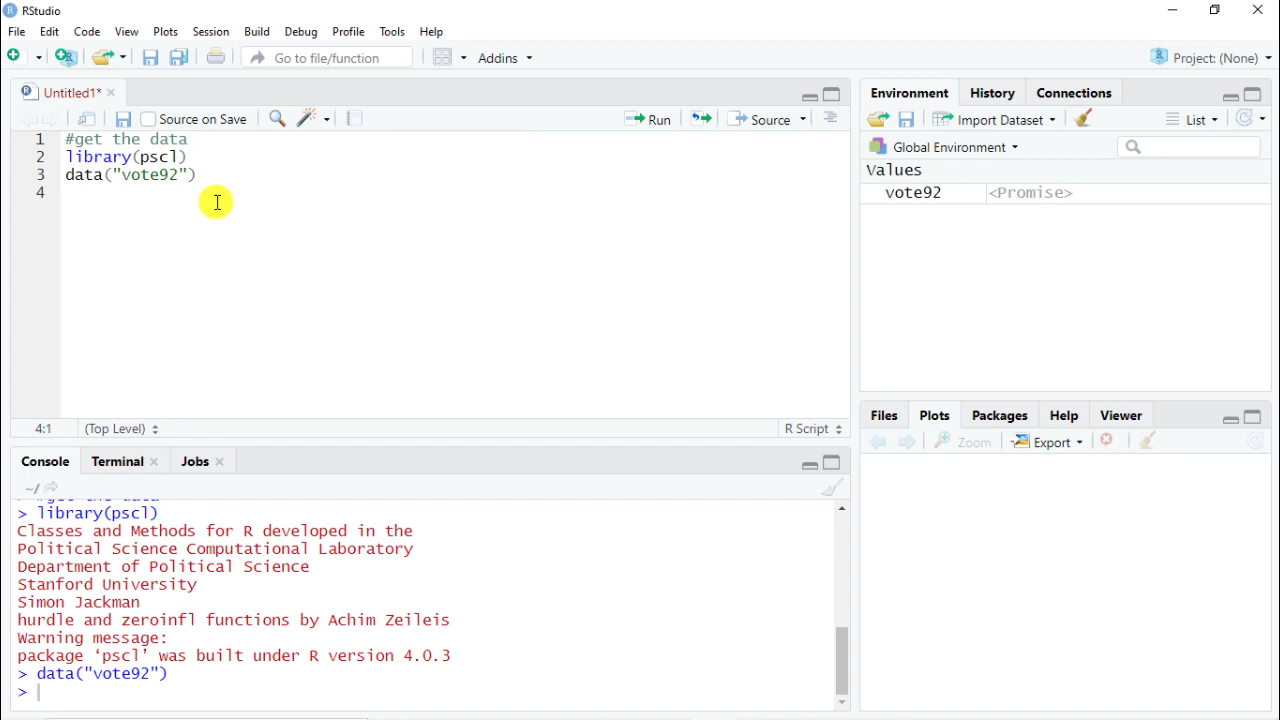 RStudio
File Edit Code View Plots Session Build Debug Profile Tools Help
Go to file/function Addins Project: (None)
Untitled1*
Source on Save Run Source
1 #get the data
2 library(pscl)
3 data("vote92")
4
4:1 (Top Level) R Script
Console Terminal Jobs
~/
> #get the data
> library(pscl)
Classes and Methods for R developed in the
Political Science Computational Laboratory
Department of Political Science
Stanford University
Simon Jackman
hurdle and zeroinfl functions by Achim Zeileis
Warning message:
package ‘pscl’ was built under R version 4.0.3
> data("vote92")
>
Environment History Connections
Import Dataset List
Global Environment
Values
vote92 <Promise>
Files Plots Packages Help Viewer
Zoom Export